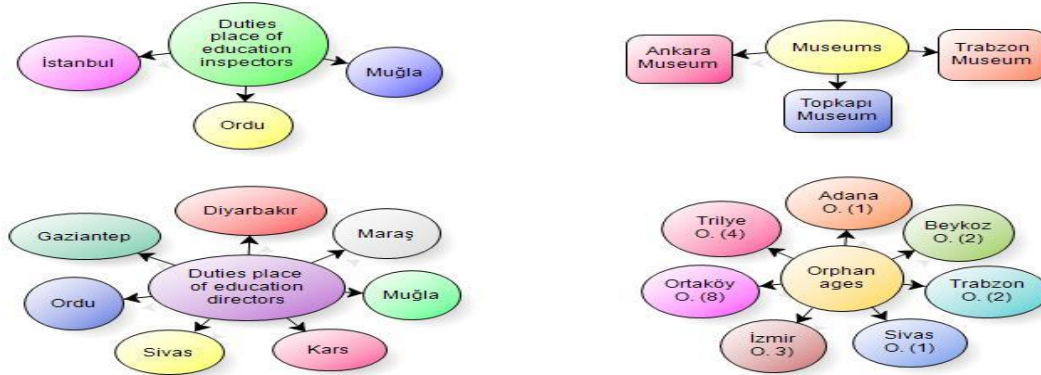 Duties
place of
education
inspectors
İstanbul
Muğla
Ordu
Museums
Ankara
Museum
Trabzon
Museum
Topkapı
Museum
Diyarbakır
Gaziantep
Maraş
Duties place
of education
directors
Ordu
Muğla
Sivas
Kars
Adana
O. (1)
Trilye
O. (4)
Beykoz
O. (2)
Orphan
ages
Ortaköy
O. (8)
Trabzon
O. (2)
İzmir
O. 3)
Sivas
O. (1)